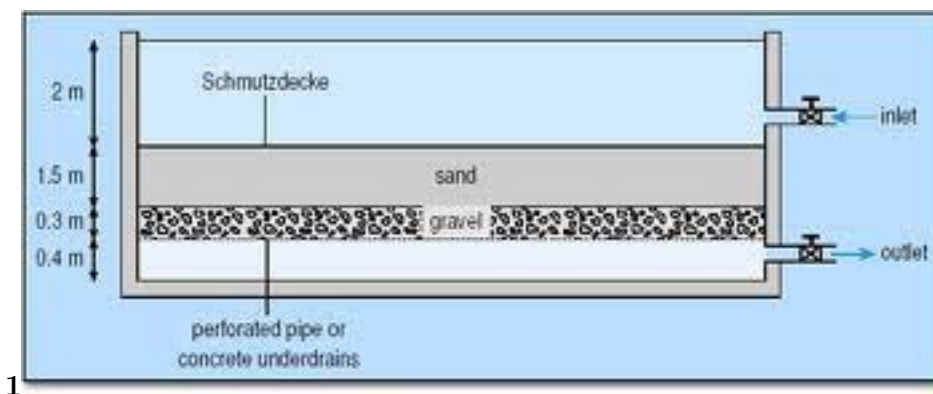 2 m
Schmutzdecke
inlet
1.5 m
sand
0.3 m
gravel
0.4 m
outlet
perforated pipe or
concrete underdrains
1